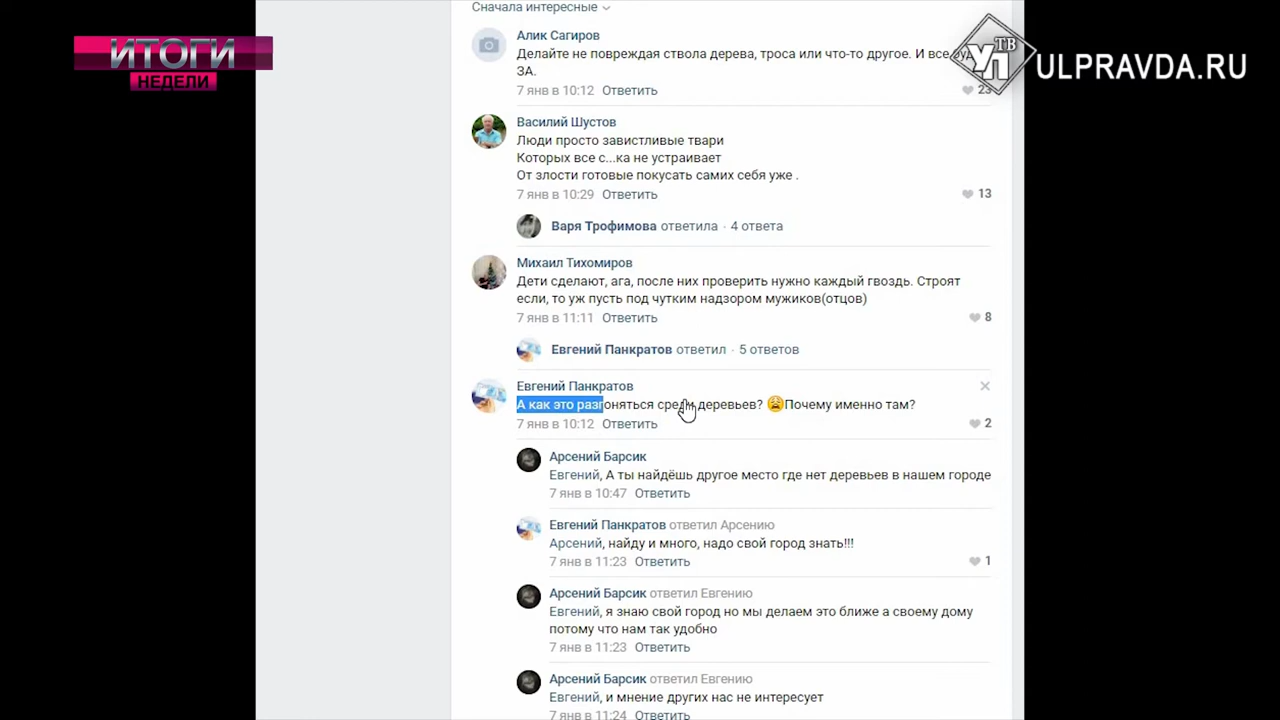 Сначала интересные
ИТОГИ
НЕДЕЛИ
УП ТВ
ULPRAVDA.RU
Алик Сагиров
Делайте не повреждая ствола дерева, троса или что-то другое. И все
ЗА.
7 янв в 10:12 Ответить
23
Василий Шустов
Люди просто завистливые твари
Которых все с...ка не устраивает
От злости готовые покусать самих себя уже .
7 янв в 10:29 Ответить
13
Варя Трофимова ответила · 4 ответа
Михаил Тихомиров
Дети сделают, ага, после них проверить нужно каждый гвоздь. Строят
если, то уж пусть под чутким надзором мужиков(отцов)
7 янв в 11:11 Ответить
8
Евгений Панкратов ответил · 5 ответов
Евгений Панкратов
А как это разгоняться среди деревьев? 😩Почему именно там?
7 янв в 10:12 Ответить
2
Арсений Барсик
Евгений, А ты найдёшь другое место где нет деревьев в нашем городе
7 янв в 10:47 Ответить
Евгений Панкратов ответил Арсению
Арсений, найду и много, надо свой город знать!!!
7 янв в 11:23 Ответить
1
Арсений Барсик ответил Евгению
Евгений, я знаю свой город но мы делаем это ближе а своему дому
потому что нам так удобно
7 янв в 11:23 Ответить
Арсений Барсик ответил Евгению
Евгений, и мнение других нас не интересует
7 янв в 11:24 Ответить